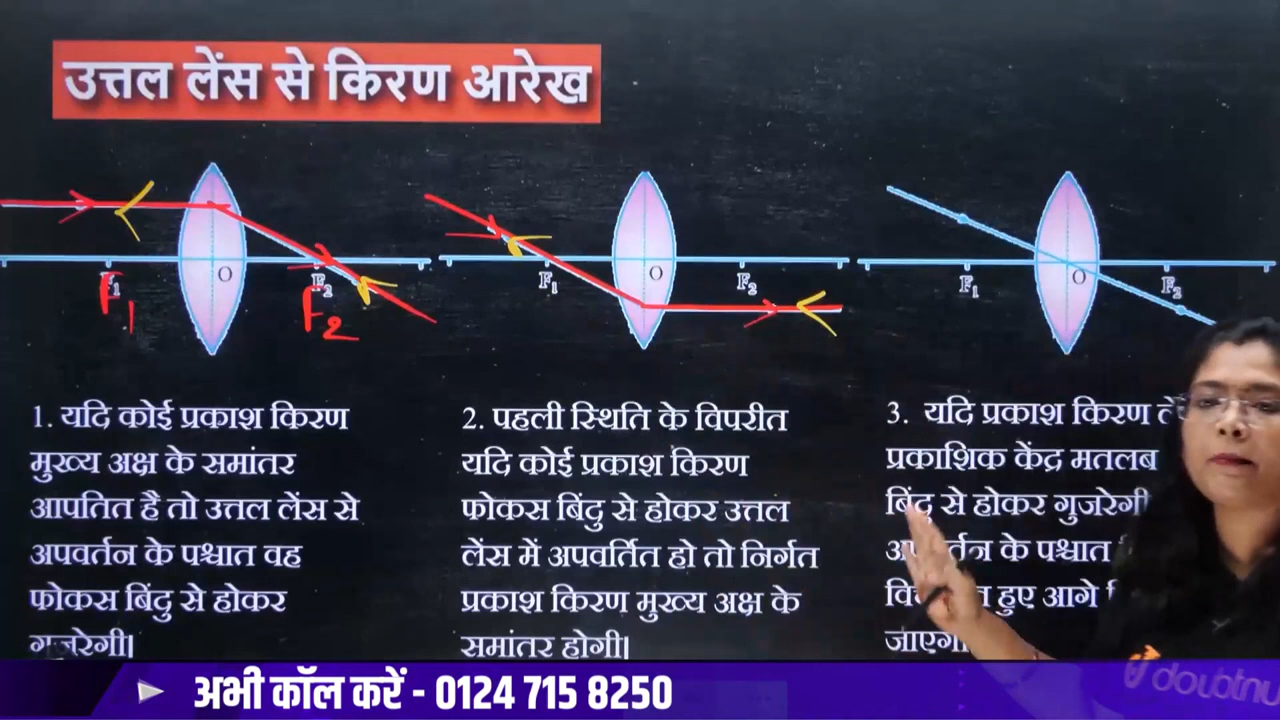 उत्तल लेंस से किरण आरेख
O
F₁
F₂
F₁
F₂
O
F₁
F₂
O
F₁
F₂
1. यदि कोई प्रकाश किरण
मुख्य अक्ष के समांतर
आपतित है तो उत्तल लेंस से
अपवर्तन के पश्चात वह
फोकस बिंदु से होकर
गुजरेगी।
2. पहली स्थिति के विपरीत
यदि कोई प्रकाश किरण
फोकस बिंदु से होकर उत्तल
लेंस में अपवर्तित हो तो निर्गत
प्रकाश किरण मुख्य अक्ष के
समांतर होगी।
3. यदि प्रकाश किरण
प्रकाशिक केंद्र मतलब
बिंदु से होकर गुजरेगी
के पश्चात
हुए आगे
अभी कॉल करें - 0124 715 8250
doubtnu